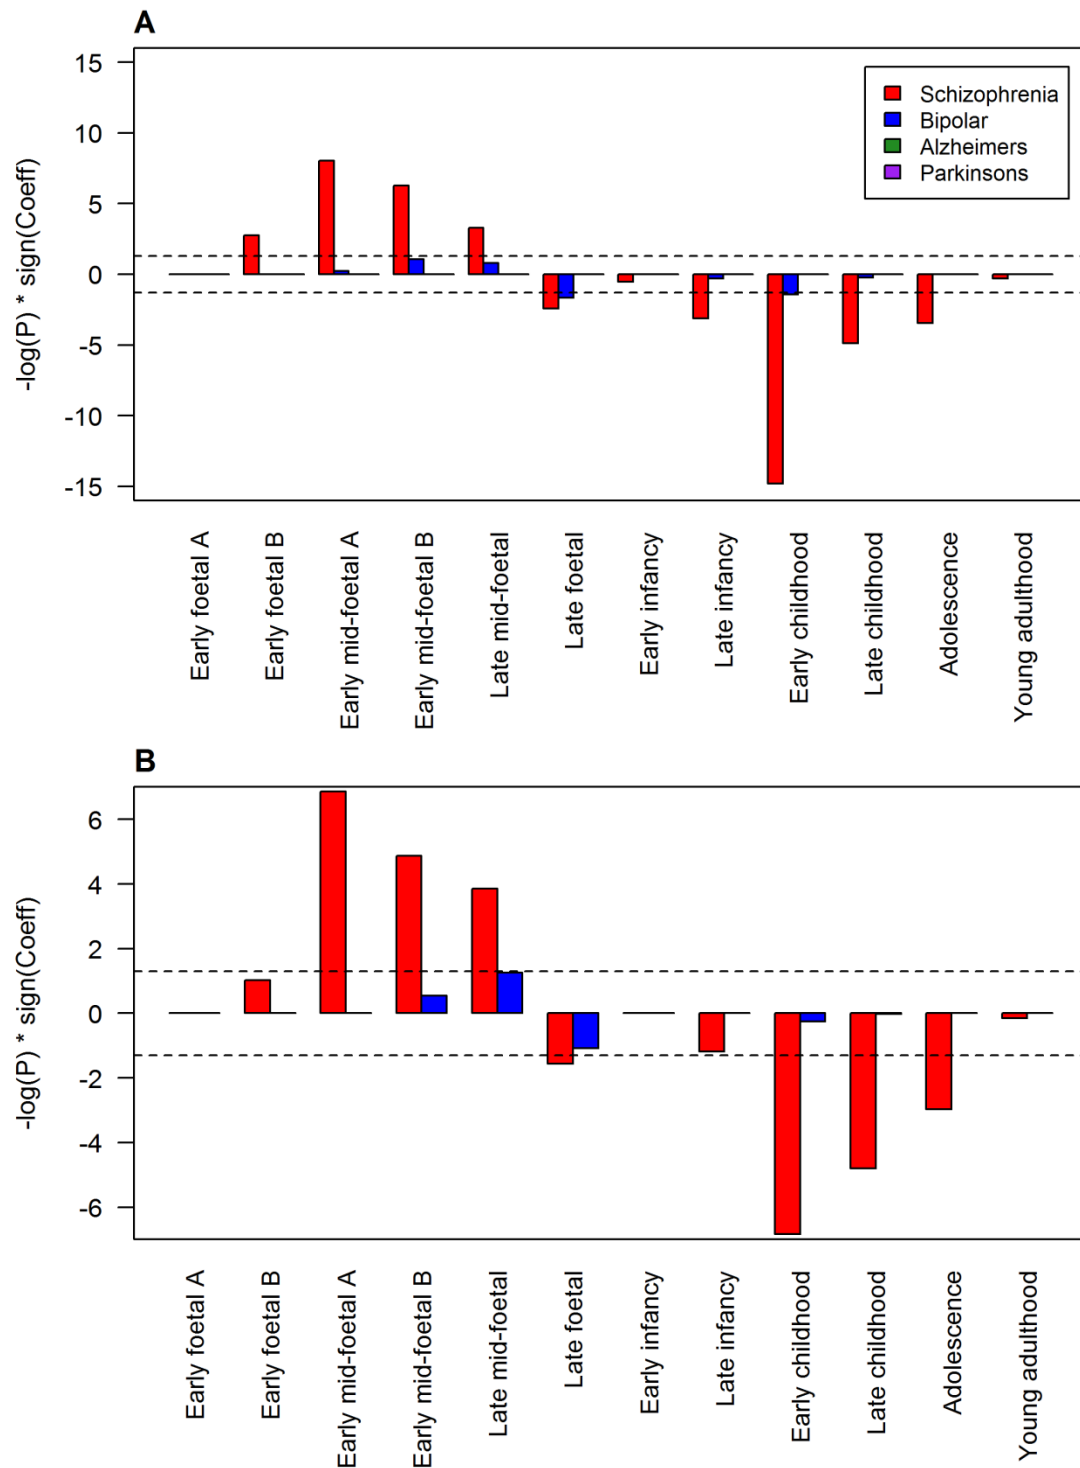 A
15
10
5
0
-5
-10
-15
-log(P) * sign(Coeff)
Schizophrenia
Bipolar
Alzheimers
Parkinsons
Early foetal A
Early foetal B
Early mid-foetal A
Early mid-foetal B
Late mid-foetal
Late foetal
Early infancy
Late infancy
Early childhood
Late childhood
Adolescence
Young adulthood
B
6
4
2
0
-2
-4
-6
-log(P) * sign(Coeff)
Early foetal A
Early foetal B
Early mid-foetal A
Early mid-foetal B
Late mid-foetal
Late foetal
Early infancy
Late infancy
Early childhood
Late childhood
Adolescence
Young adulthood